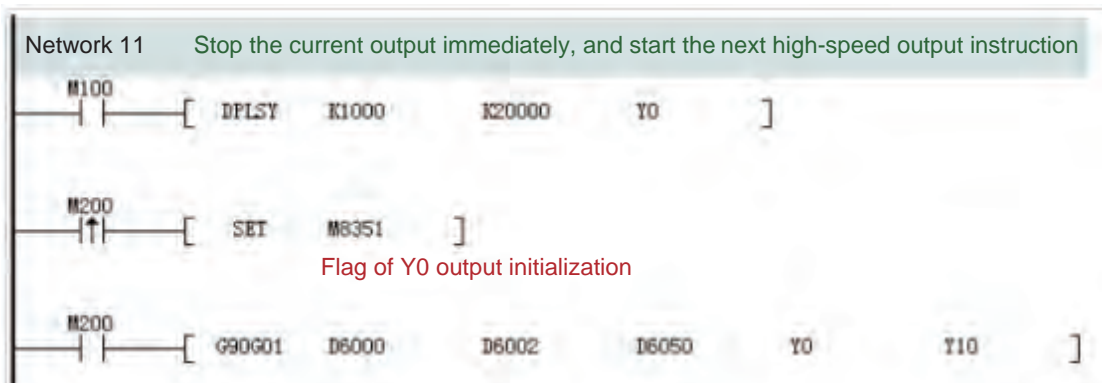 Network 11 Stop the current output immediately, and start the next high-speed output instruction
M100
[ DPLSY K1000 K20000 Y0 ]
M200
[ SET M8351 ]
Flag of Y0 output initialization
M200
[ G90G01 D6000 D6002 D6050 Y0 Y10 ]